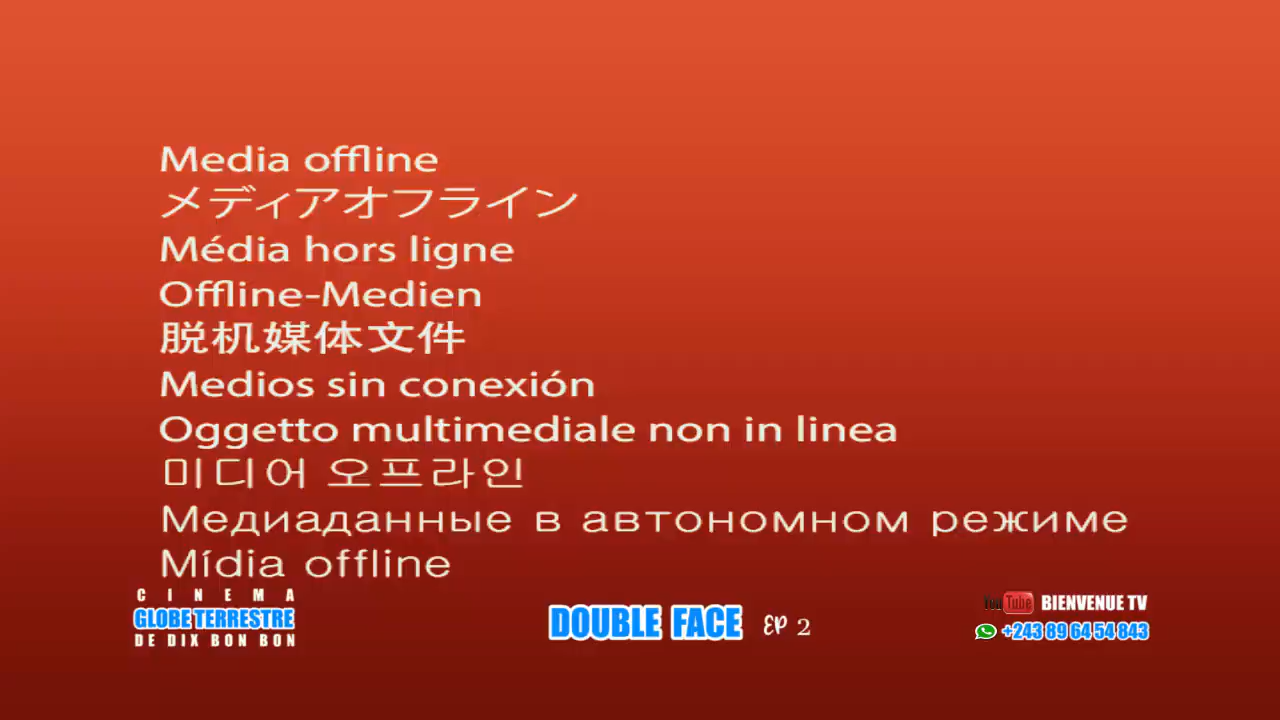 Media offline
メディアオフライン
Média hors ligne
Offline-Medien
脱机媒体文件
Medios sin conexión
Oggetto multimediale non in linea
미디어 오프라인
Медиаданные в автономном режиме
Mídia offline
CINEMA
GLOBE TERRESTRE
DE DIX BON BON
DOUBLE FACE EP 2
YouTube BIENVENUE TV
+243 89 64 54 843